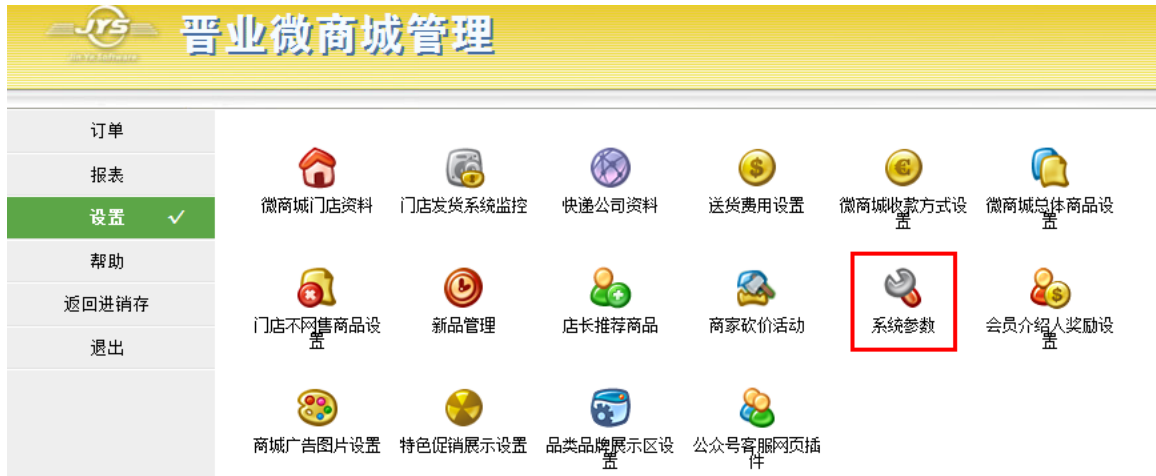 JYS
Jin Ye Software
晋业微商城管理
订单
报表
设置 ✓
帮助
返回进销存
退出
微商城门店资料
门店发货系统监控
快递公司资料
送货费用设置
微商城收款方式设
置
微商城总体商品设
置
门店不网售商品设
置
新品管理
店长推荐商品
商家砍价活动
系统参数
会员介绍人奖励设
置
商城广告图片设置
特色促销展示设置
品类品牌展示区设
置
公众号客服网页插
件